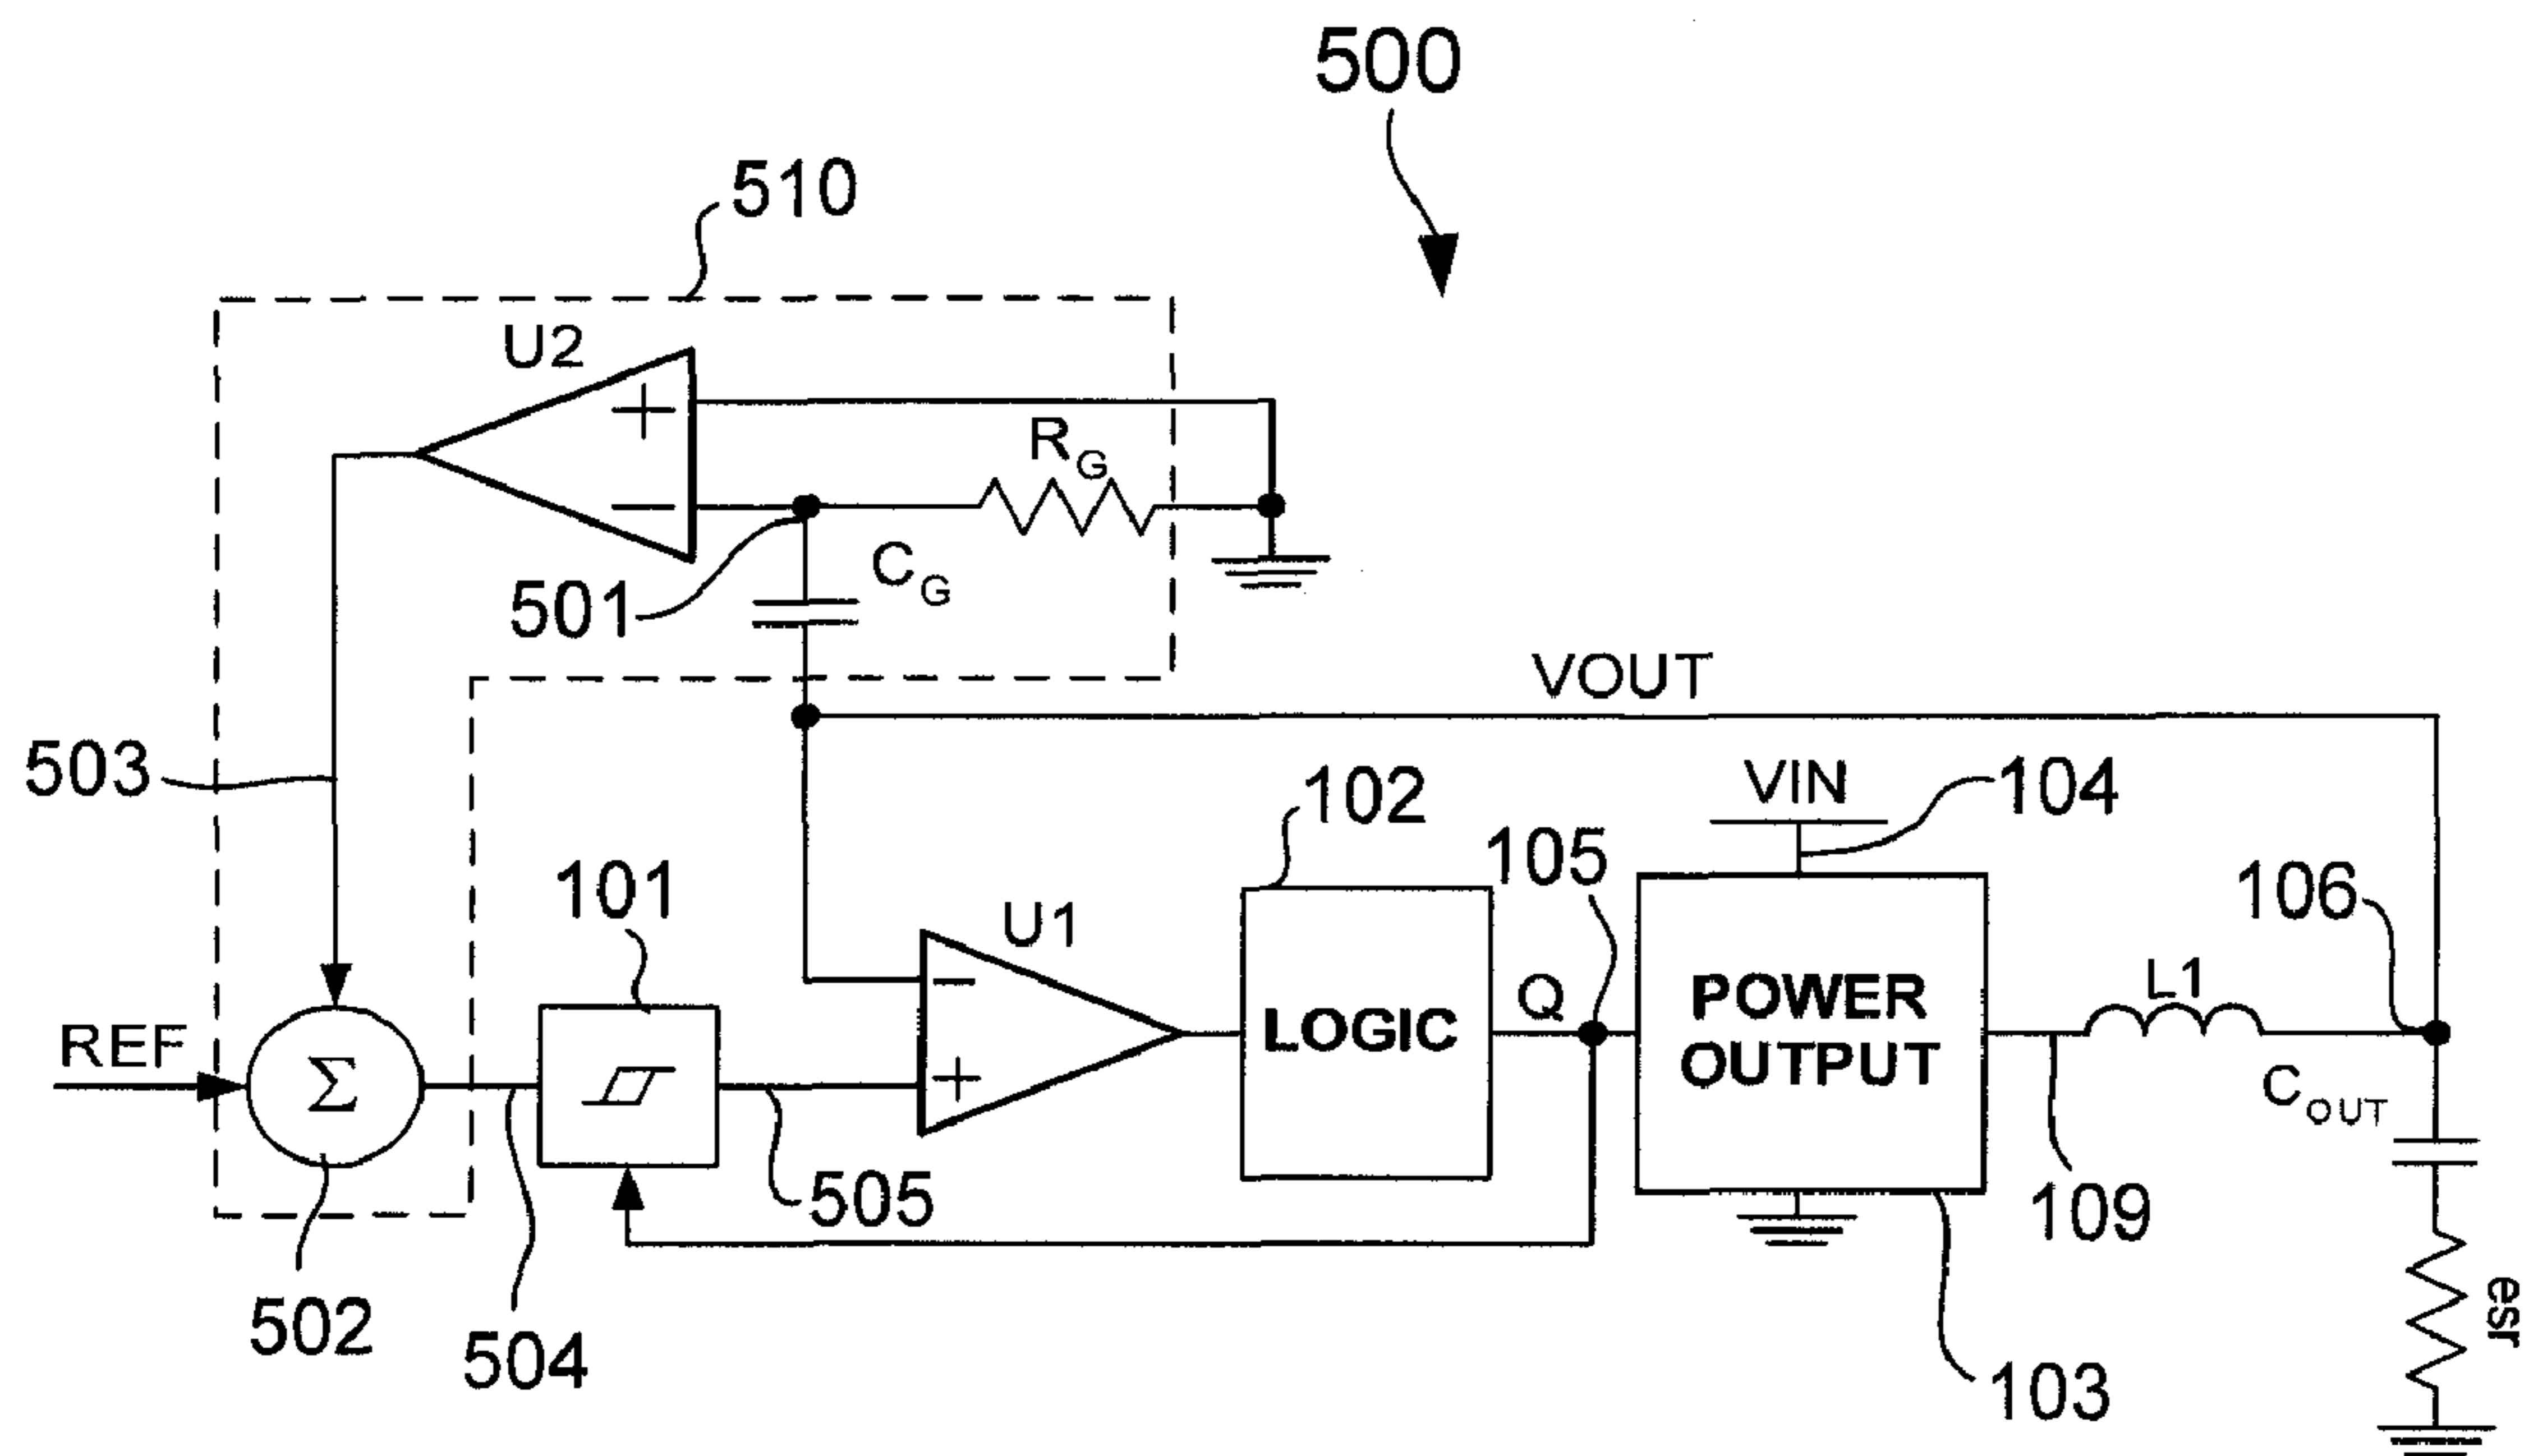 500
510
U2
+
R_G
−
501
C_G
VOUT
503
102
VIN
104
105
106
101
U1
−
LOGIC
Q
POWER
OUTPUT
L1
REF
Σ
+
C_OUT
505
109
502
504
103
esr